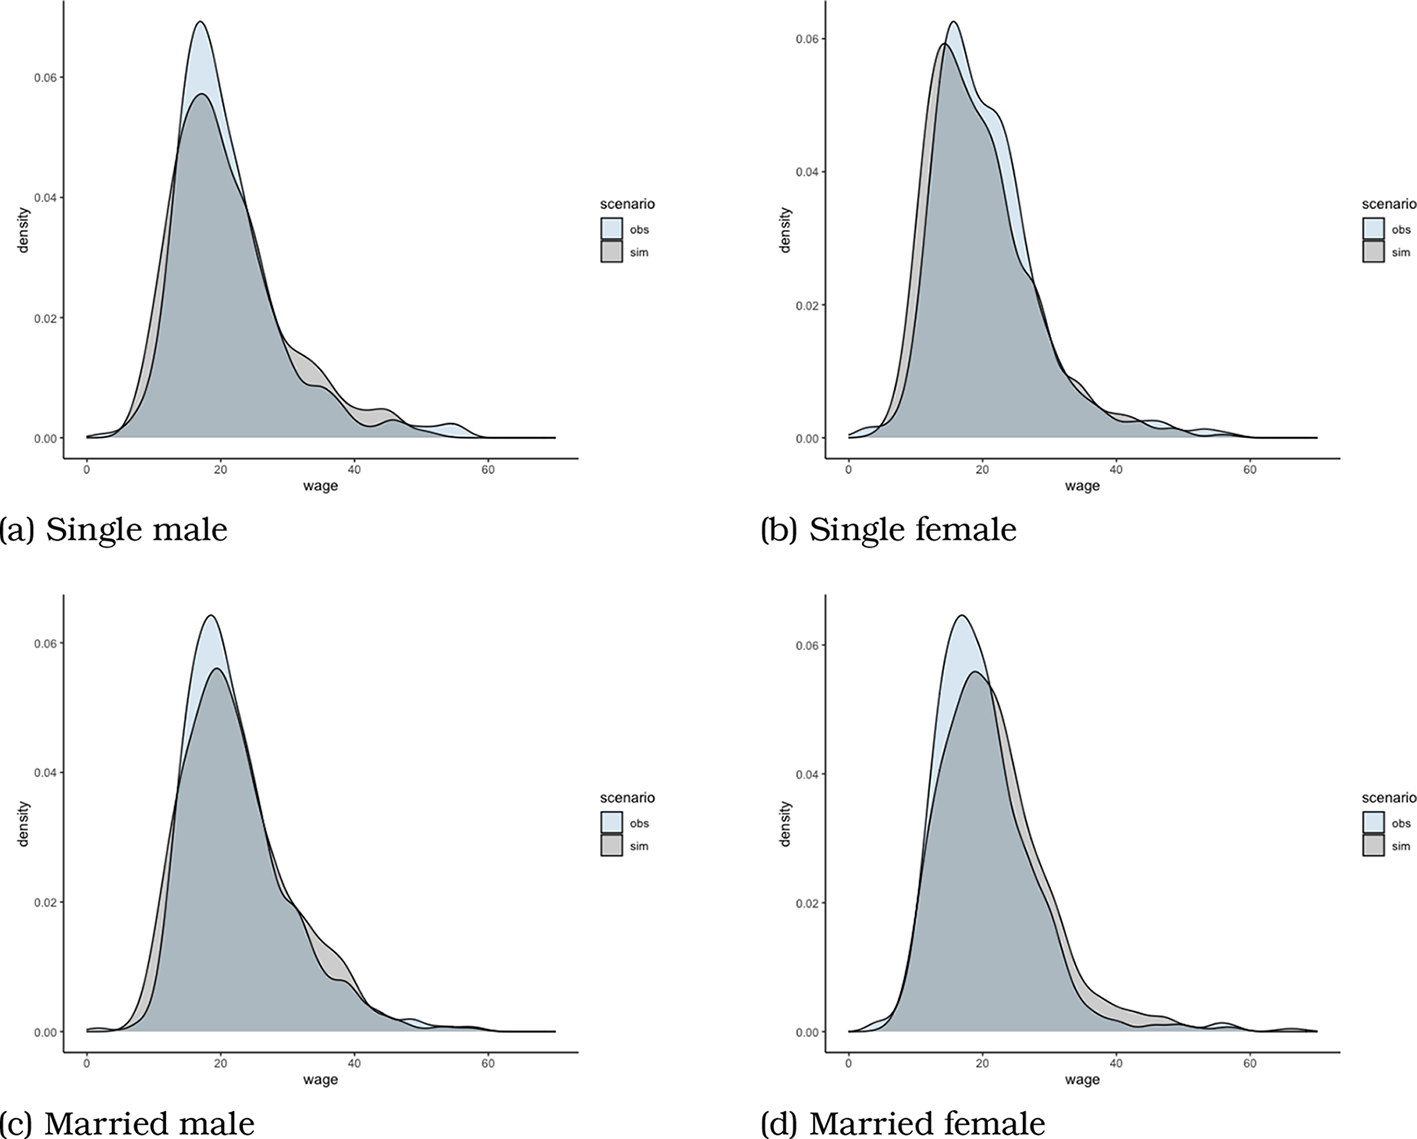 0.06
0.04
0.02
0.00
density
0
20
40
60
wage
scenario
obs
sim
(a) Single male
0.06
0.04
0.02
0.00
density
0
20
40
60
wage
scenario
obs
sim
(b) Single female
0.06
0.04
0.02
0.00
density
0
20
40
60
wage
scenario
obs
sim
(c) Married male
0.06
0.04
0.02
0.00
density
0
20
40
60
wage
scenario
obs
sim
(d) Married female